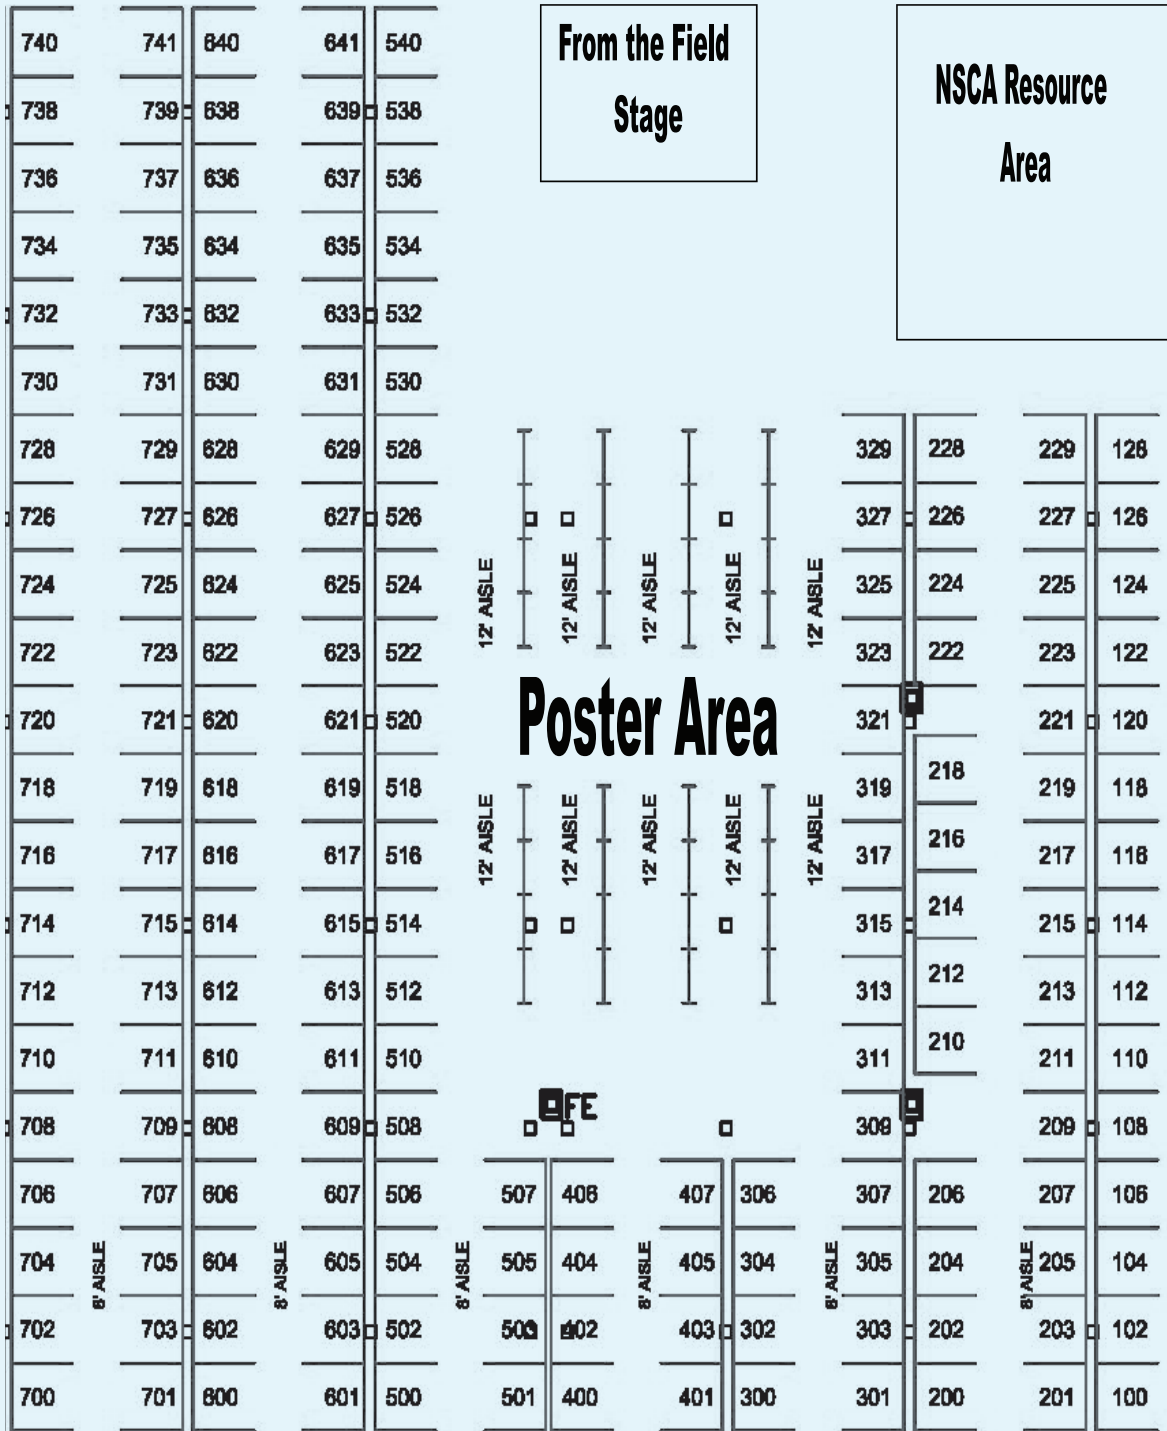 From the Field
Stage
NSCA Resource
Area
740 741 640 641 540
738 739 638 639 538
736 737 636 637 536
734 735 634 635 534
732 733 632 633 532
730 731 630 631 530
728 729 628 629 528 329 228 229 128
726 727 626 627 526 327 226 227 126
724 725 624 625 524 325 224 225 124
12' AISLE 12' AISLE 12' AISLE 12' AISLE 12' AISLE
722 723 622 623 522 323 222 223 122
Poster Area
720 721 620 621 520 321 221 120
218
718 719 618 619 518 319 219 118
12' AISLE 12' AISLE 12' AISLE 12' AISLE 12' AISLE
216
716 717 616 617 516 317 217 116
214
714 715 614 615 514 315 215 114
212
712 713 612 613 512 313 213 112
210
710 711 610 611 510 311 211 110
FE
708 709 608 609 508 309 209 108
706 707 606 607 506 507 406 407 306 307 206 207 106
704 705 604 605 504 505 404 405 304 305 204 205 104
8' AISLE 8' AISLE 8' AISLE 8' AISLE 8' AISLE 8' AISLE
702 703 602 603 502 503 402 403 302 303 202 203 102
700 701 600 601 500 501 400 401 300 301 200 201 100